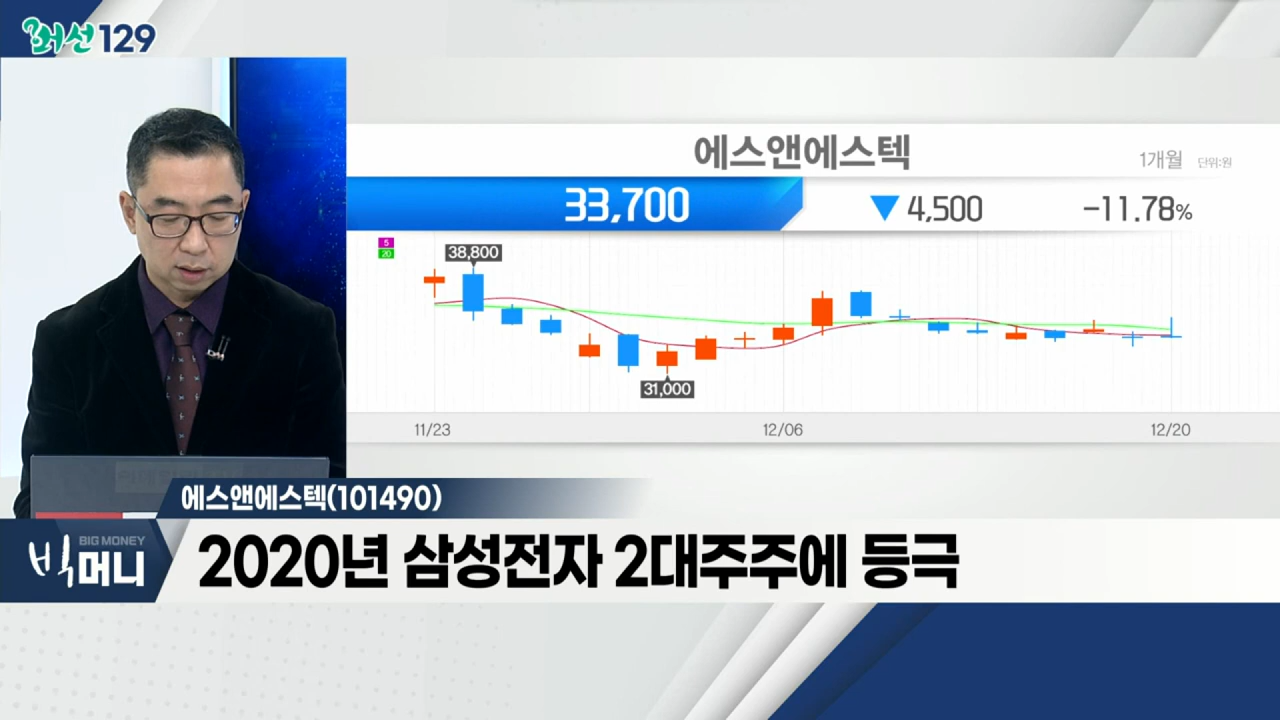 머선129
에스앤에스텍
1개월 단위:원
33,700 ▼4,500 -11.78%
5
20
38,800
31,000
11/23 12/06 12/20
에스앤에스텍(101490)
BIG MONEY
빅머니
2020년 삼성전자 2대주주에 등극